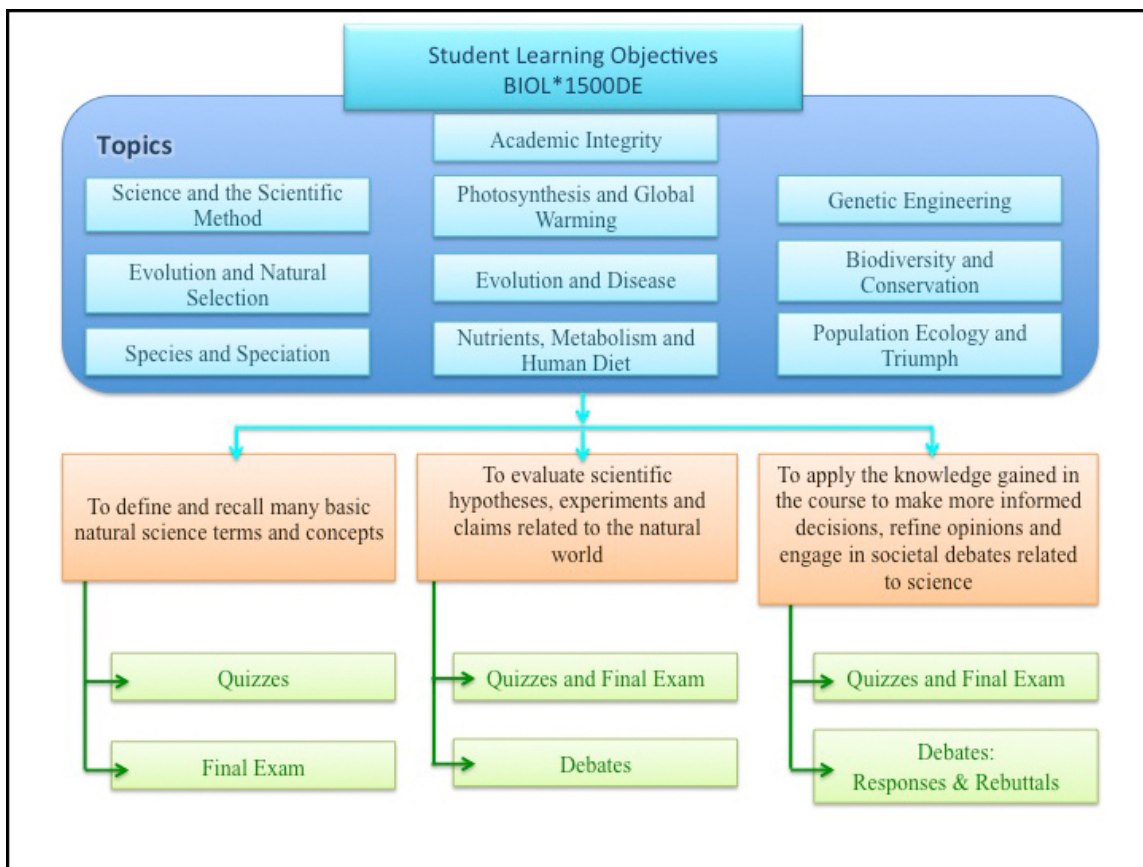 Student Learning Objectives
BIOL*1500DE
Topics
Academic Integrity
Science and the Scientific
Method
Photosynthesis and Global
Warming
Genetic Engineering
Evolution and Natural
Selection
Evolution and Disease
Biodiversity and
Conservation
Species and Speciation
Nutrients, Metabolism and
Human Diet
Population Ecology and
Triumph
To define and recall many basic
natural science terms and concepts
To evaluate scientific
hypotheses, experiments and
claims related to the natural
world
To apply the knowledge gained in
the course to make more informed
decisions, refine opinions and
engage in societal debates related
to science
Quizzes
Final Exam
Quizzes and Final Exam
Debates
Quizzes and Final Exam
Debates:
Responses & Rebuttals